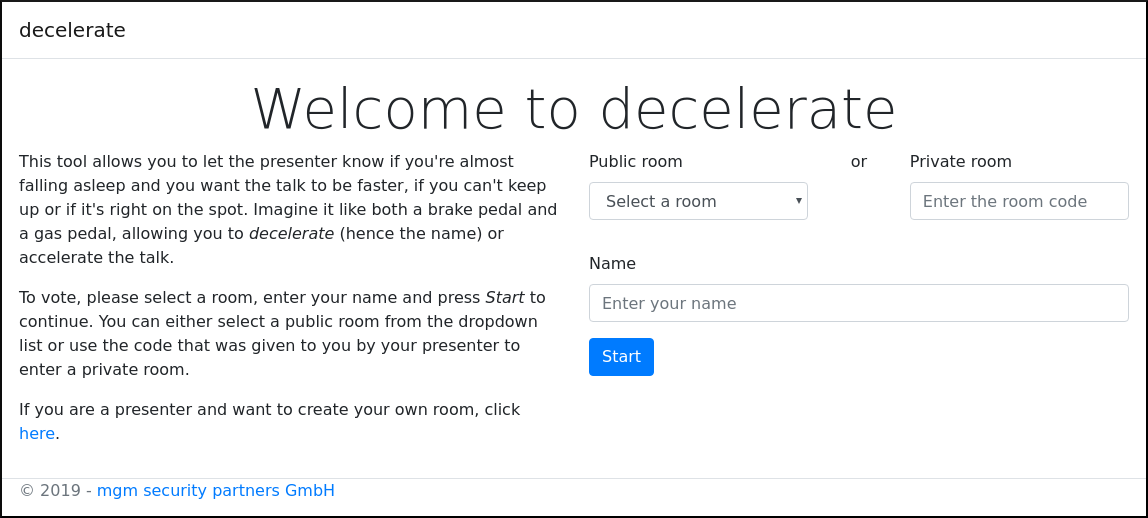 decelerate
Welcome to decelerate
This tool allows you to let the presenter know if you're almost
falling asleep and you want the talk to be faster, if you can't keep
up or if it's right on the spot. Imagine it like both a brake pedal and
a gas pedal, allowing you to decelerate (hence the name) or
accelerate the talk.
To vote, please select a room, enter your name and press Start to
continue. You can either select a public room from the dropdown
list or use the code that was given to you by your presenter to
enter a private room.
If you are a presenter and want to create your own room, click
here.
Public room
or
Private room
Select a room
Enter the room code
Name
Enter your name
Start
© 2019 - mgm security partners GmbH